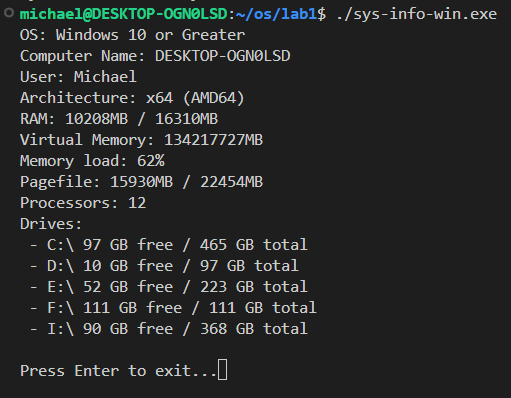 michael@DESKTOP-OGN0LSD:~/os/lab1$ ./sys-info-win.exe
OS: Windows 10 or Greater
Computer Name: DESKTOP-OGN0LSD
User: Michael
Architecture: x64 (AMD64)
RAM: 10208MB / 16310MB
Virtual Memory: 134217727MB
Memory load: 62%
Pagefile: 15930MB / 22454MB
Processors: 12
Drives:
 - C:\ 97 GB free / 465 GB total
 - D:\ 10 GB free / 97 GB total
 - E:\ 52 GB free / 223 GB total
 - F:\ 111 GB free / 111 GB total
 - I:\ 90 GB free / 368 GB total
Press Enter to exit...